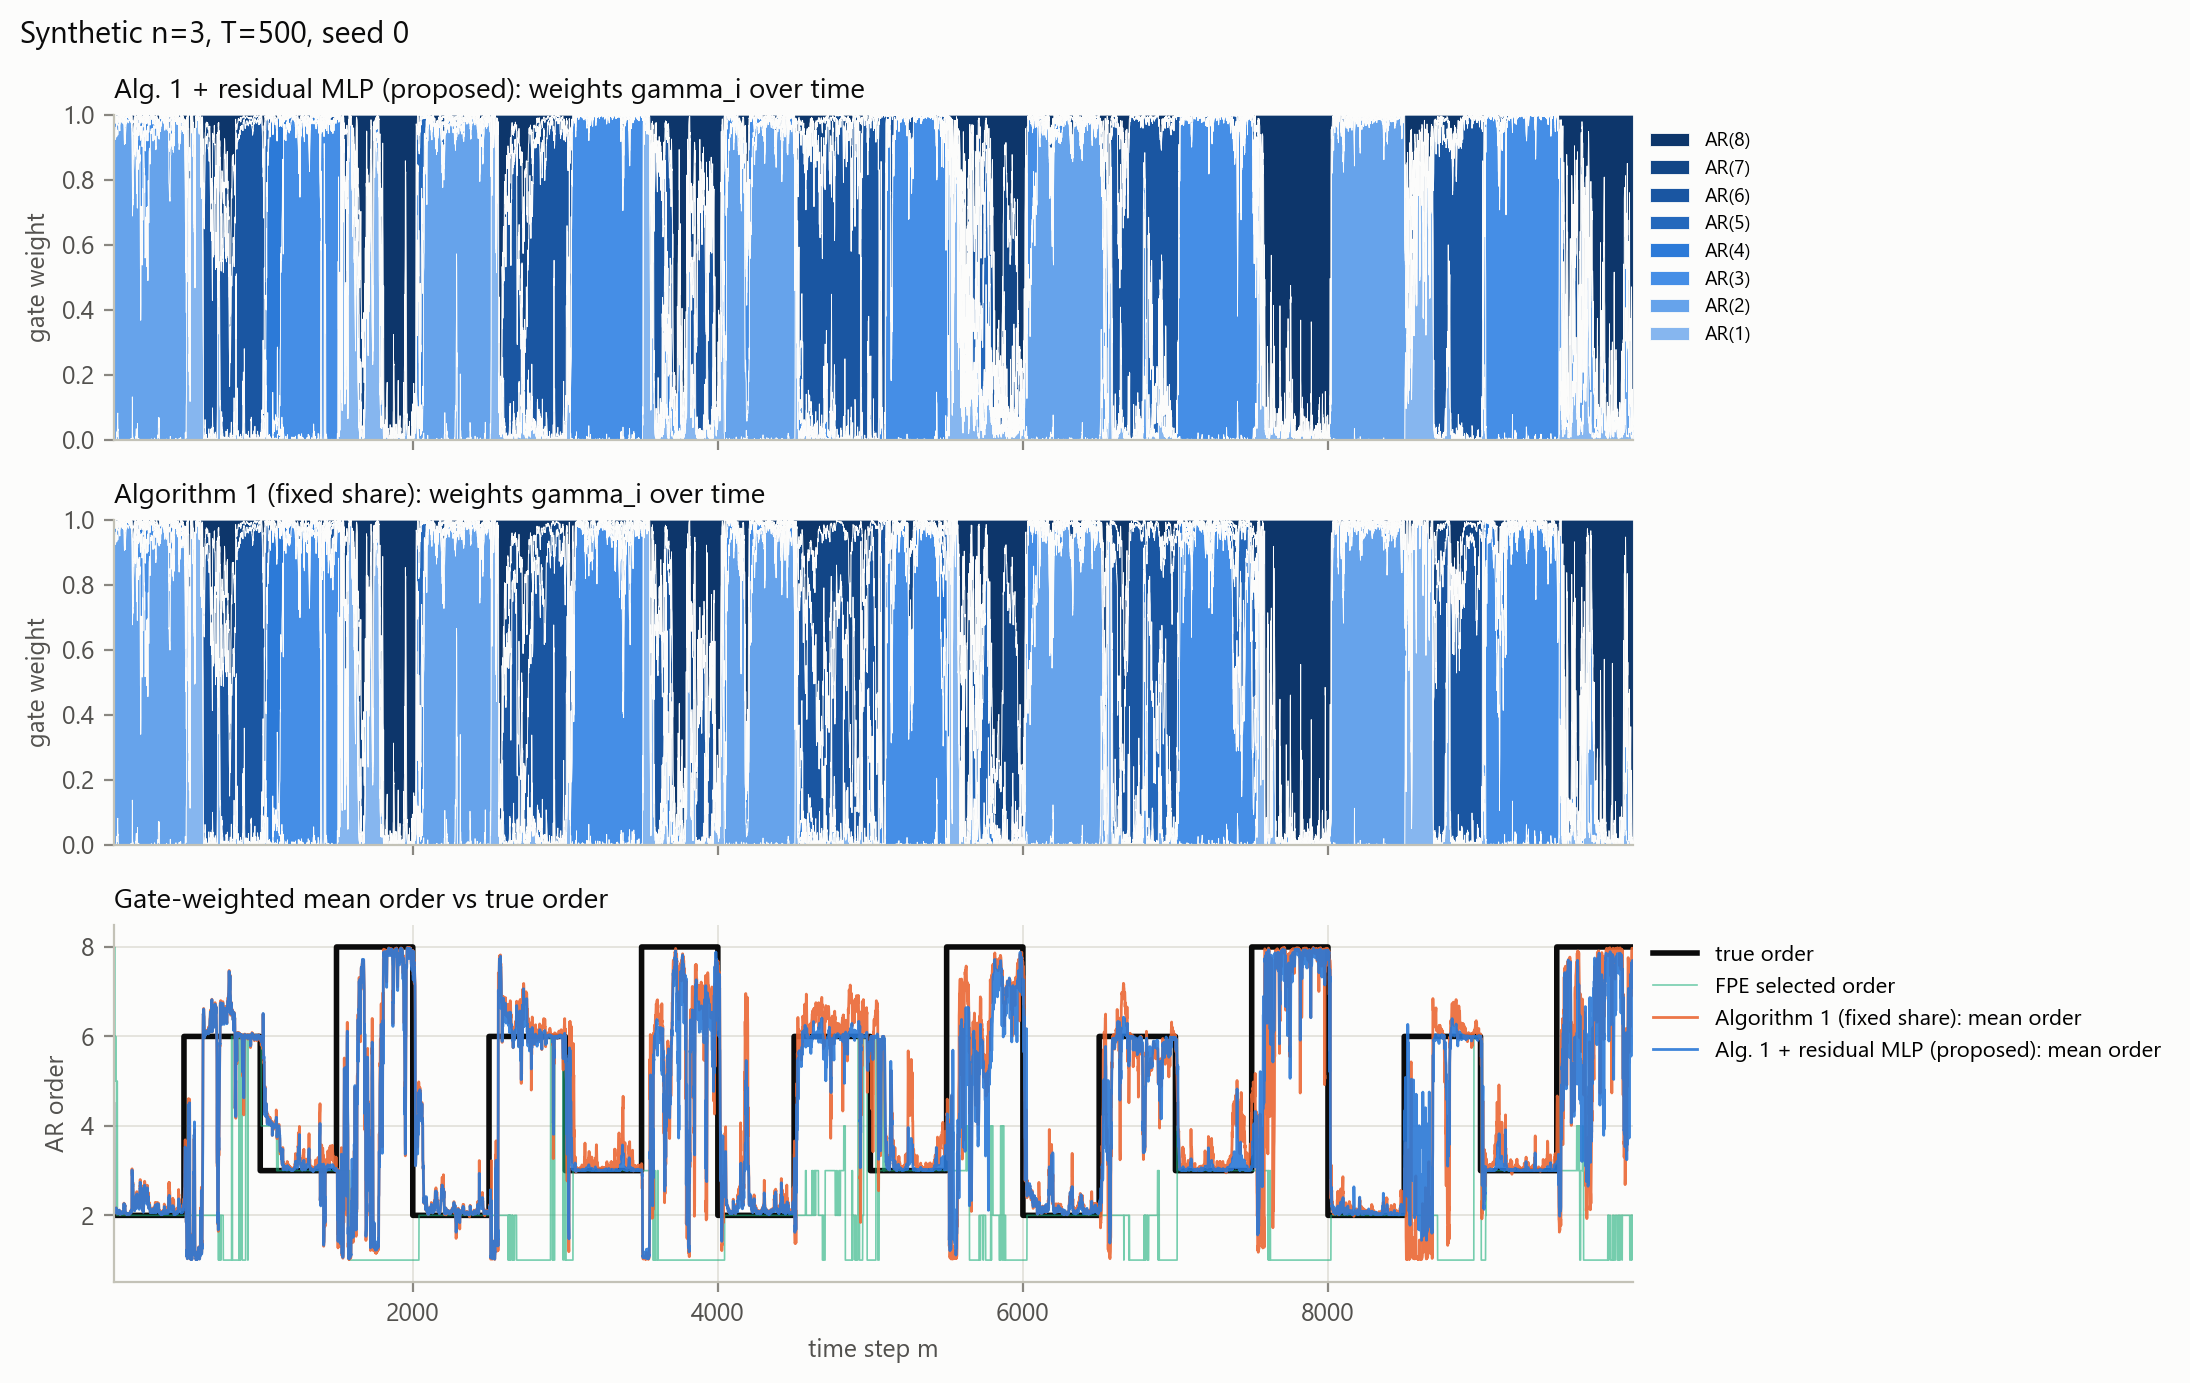 Synthetic n=3, T=500, seed 0
Alg. 1 + residual MLP (proposed): weights gamma_i over time
1.0
0.8
0.6
0.4
0.2
0.0
gate weight
AR(8)
AR(7)
AR(6)
AR(5)
AR(4)
AR(3)
AR(2)
AR(1)
Algorithm 1 (fixed share): weights gamma_i over time
1.0
0.8
0.6
0.4
0.2
0.0
gate weight
Gate-weighted mean order vs true order
8
6
4
2
AR order
true order
FPE selected order
Algorithm 1 (fixed share): mean order
Alg. 1 + residual MLP (proposed): mean order
2000
4000
6000
8000
time step m